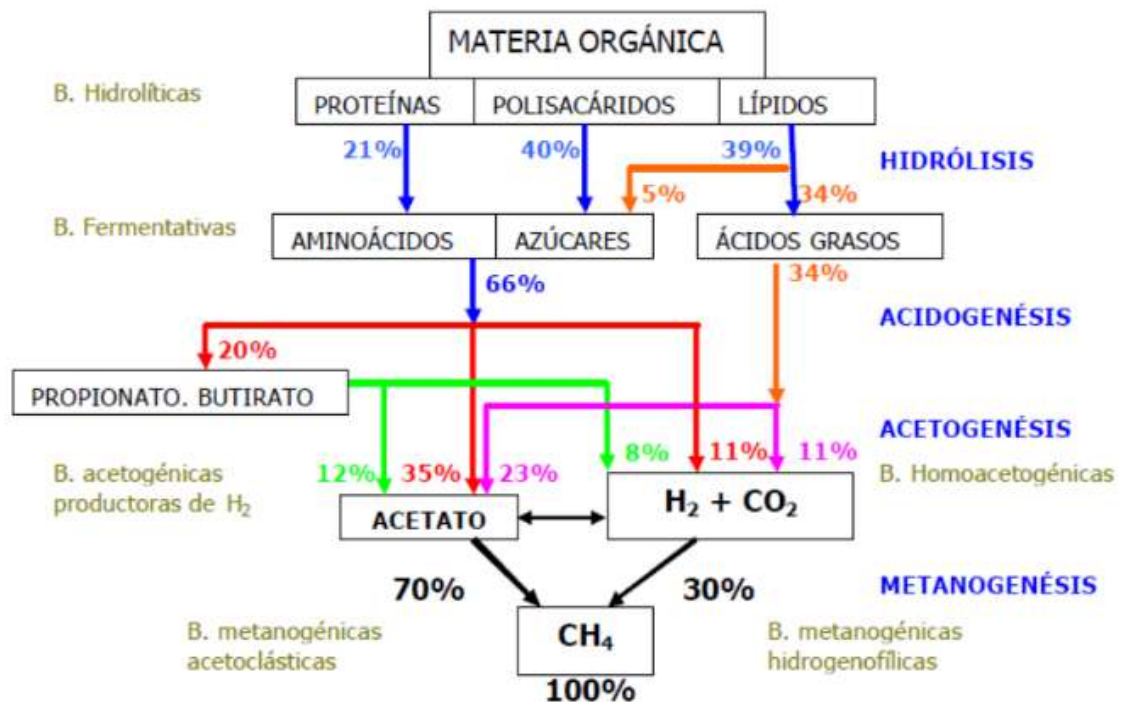 MATERIA ORGÁNICA
B. Hidrolíticas
PROTEÍNAS
POLISACÁRIDOS
LÍPIDOS
21%
40%
39%
HIDRÓLISIS
5%
34%
B. Fermentativas
AMINOÁCIDOS
AZÚCARES
ÁCIDOS GRASOS
66%
34%
ACIDOGENÉSIS
20%
PROPIONATO. BUTIRATO
ACETOGÉNESIS
12%
35%
23%
8%
11%
11%
B. acetogénicas
productoras de H₂
B. Homoacetogénicas
ACETATO
H₂ + CO₂
70%
30%
METANOGENÉSIS
B. metanogénicas
acetoclásticas
CH₄
B. metanogénicas
hidrogenofílicas
100%